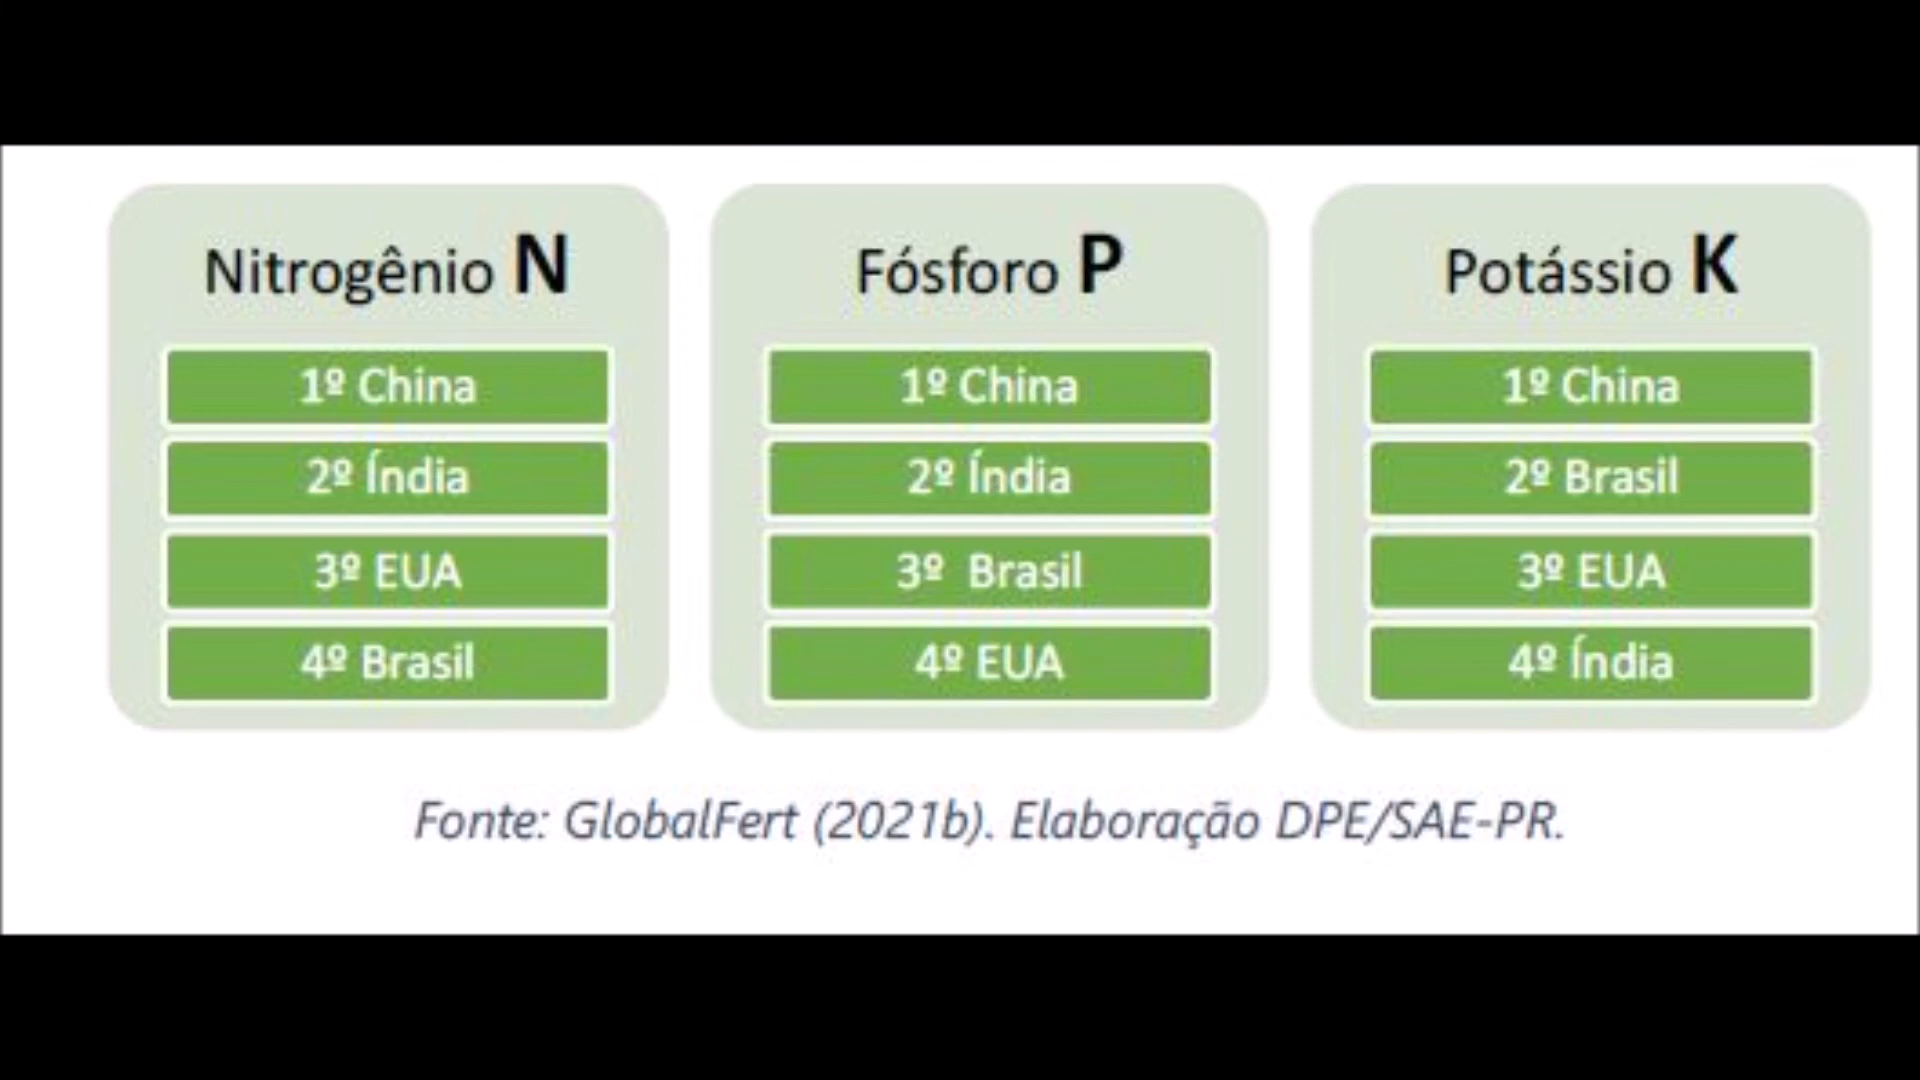 Nitrogênio N
1º China
2º Índia
3º EUA
4º Brasil
Fósforo P
1º China
2º Índia
3º Brasil
4º EUA
Potássio K
1º China
2º Brasil
3º EUA
4º Índia
Fonte: GlobalFert (2021b). Elaboração DPE/SAE-PR.